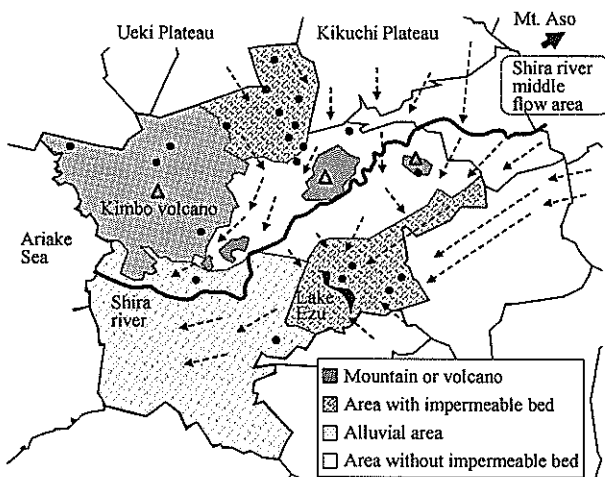 Ueki Plateau
Kikuchi Plateau
Mt. Aso
Shira river
middle
flow area
Kimbo volcano
Ariake
Sea
Shira
river
Lake
Ezu
Mountain or volcano
Area with impermeable bed
Alluvial area
Area without impermeable bed